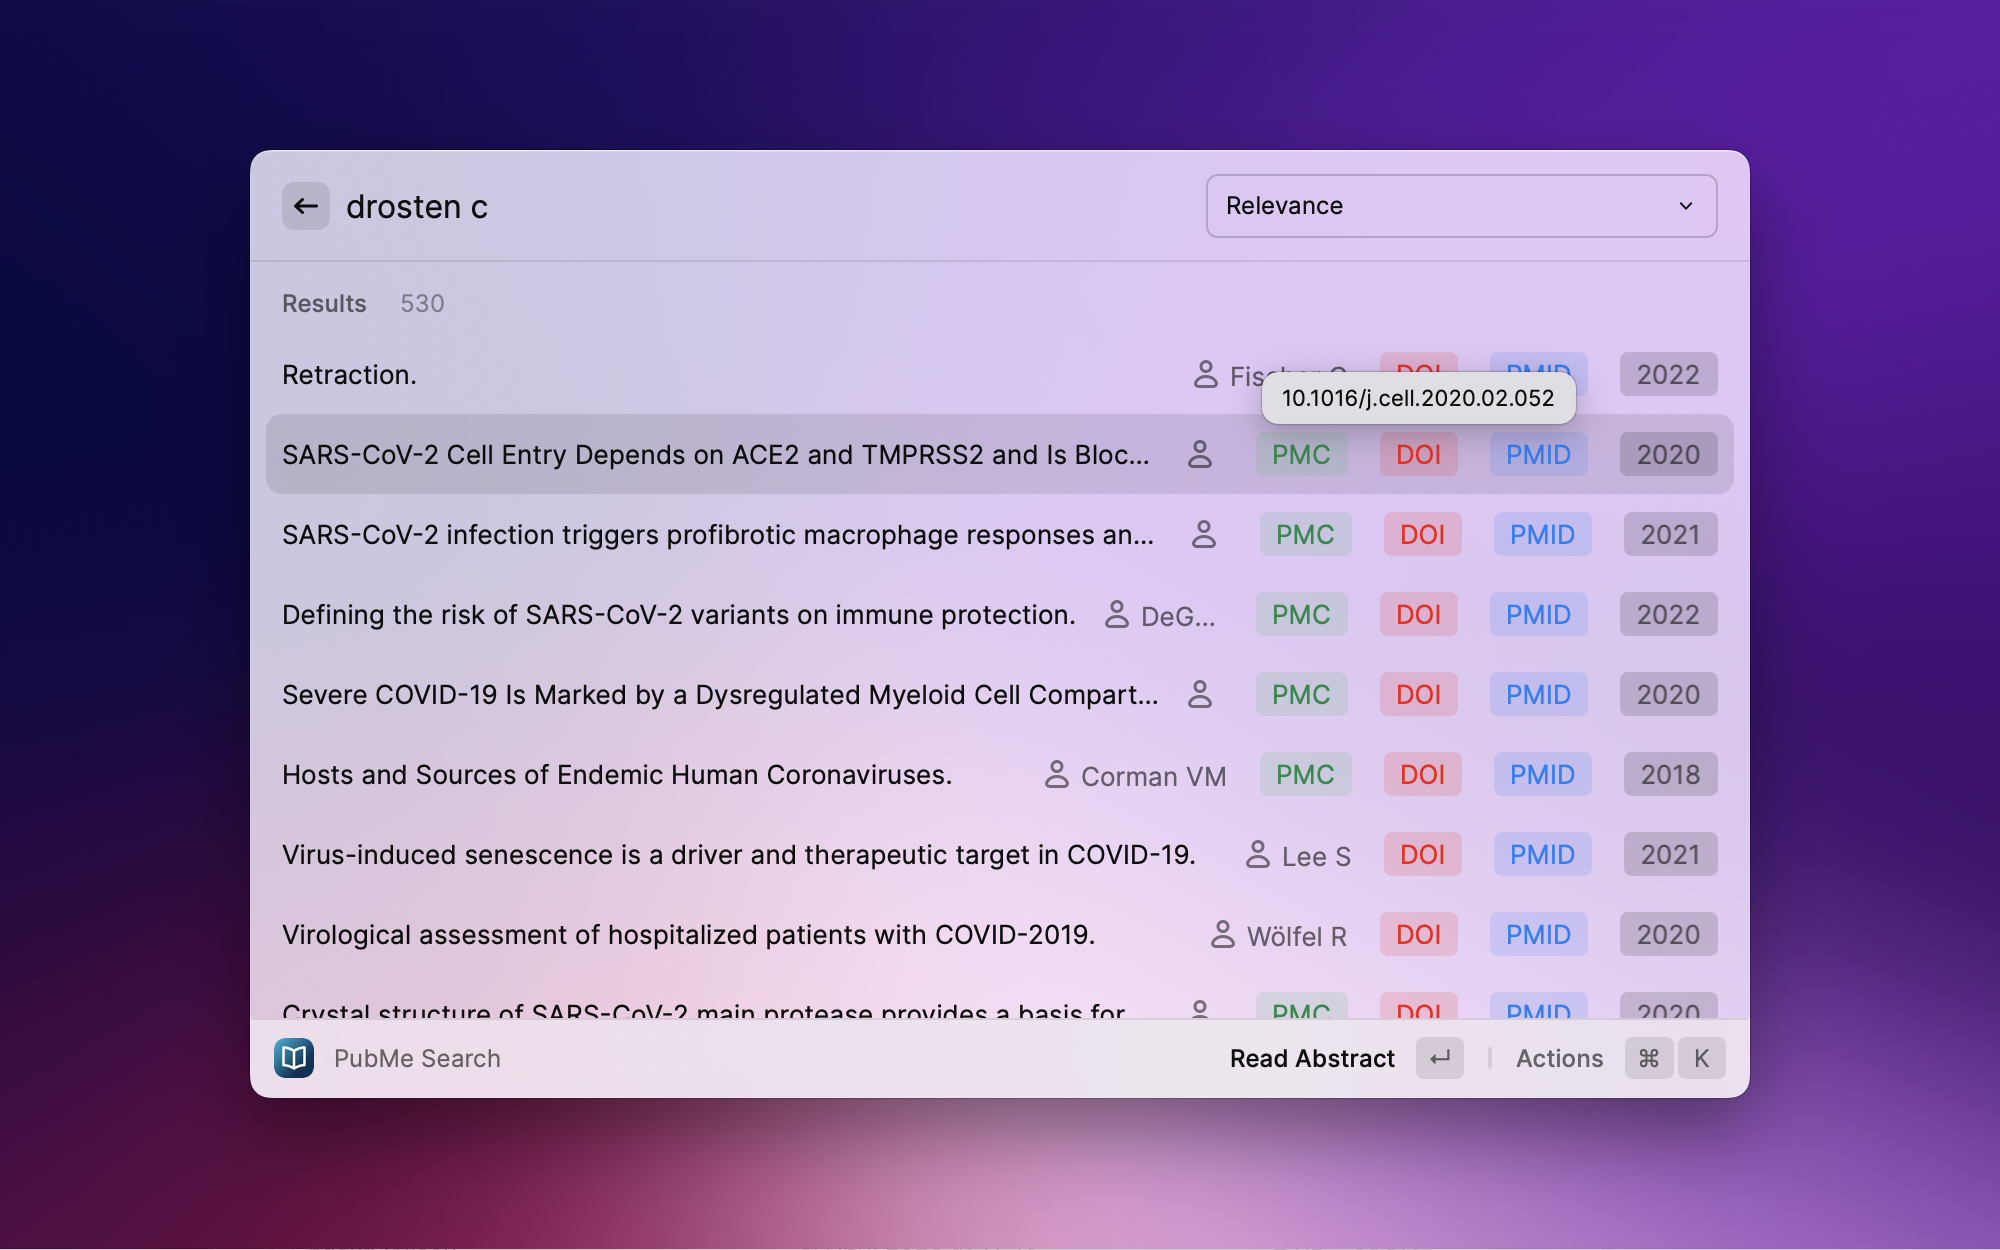 drosten c
Relevance
Results 530
Retraction. 2022
10.1016/j.cell.2020.02.052
SARS-CoV-2 Cell Entry Depends on ACE2 and TMPRSS2 and Is Bloc... PMC DOI PMID 2020
SARS-CoV-2 infection triggers profibrotic macrophage responses an... PMC DOI PMID 2021
Defining the risk of SARS-CoV-2 variants on immune protection. DeG... PMC DOI PMID 2022
Severe COVID-19 Is Marked by a Dysregulated Myeloid Cell Compart... PMC DOI PMID 2020
Hosts and Sources of Endemic Human Coronaviruses. Corman VM PMC DOI PMID 2018
Virus-induced senescence is a driver and therapeutic target in COVID-19. Lee S DOI PMID 2021
Virological assessment of hospitalized patients with COVID-2019. Wölfel R DOI PMID 2020
Crystal structure of SARS-CoV-2 main protease provides a basis for PMC DOI PMID 2020
PubMe Search
Read Abstract
Actions ⌘ K